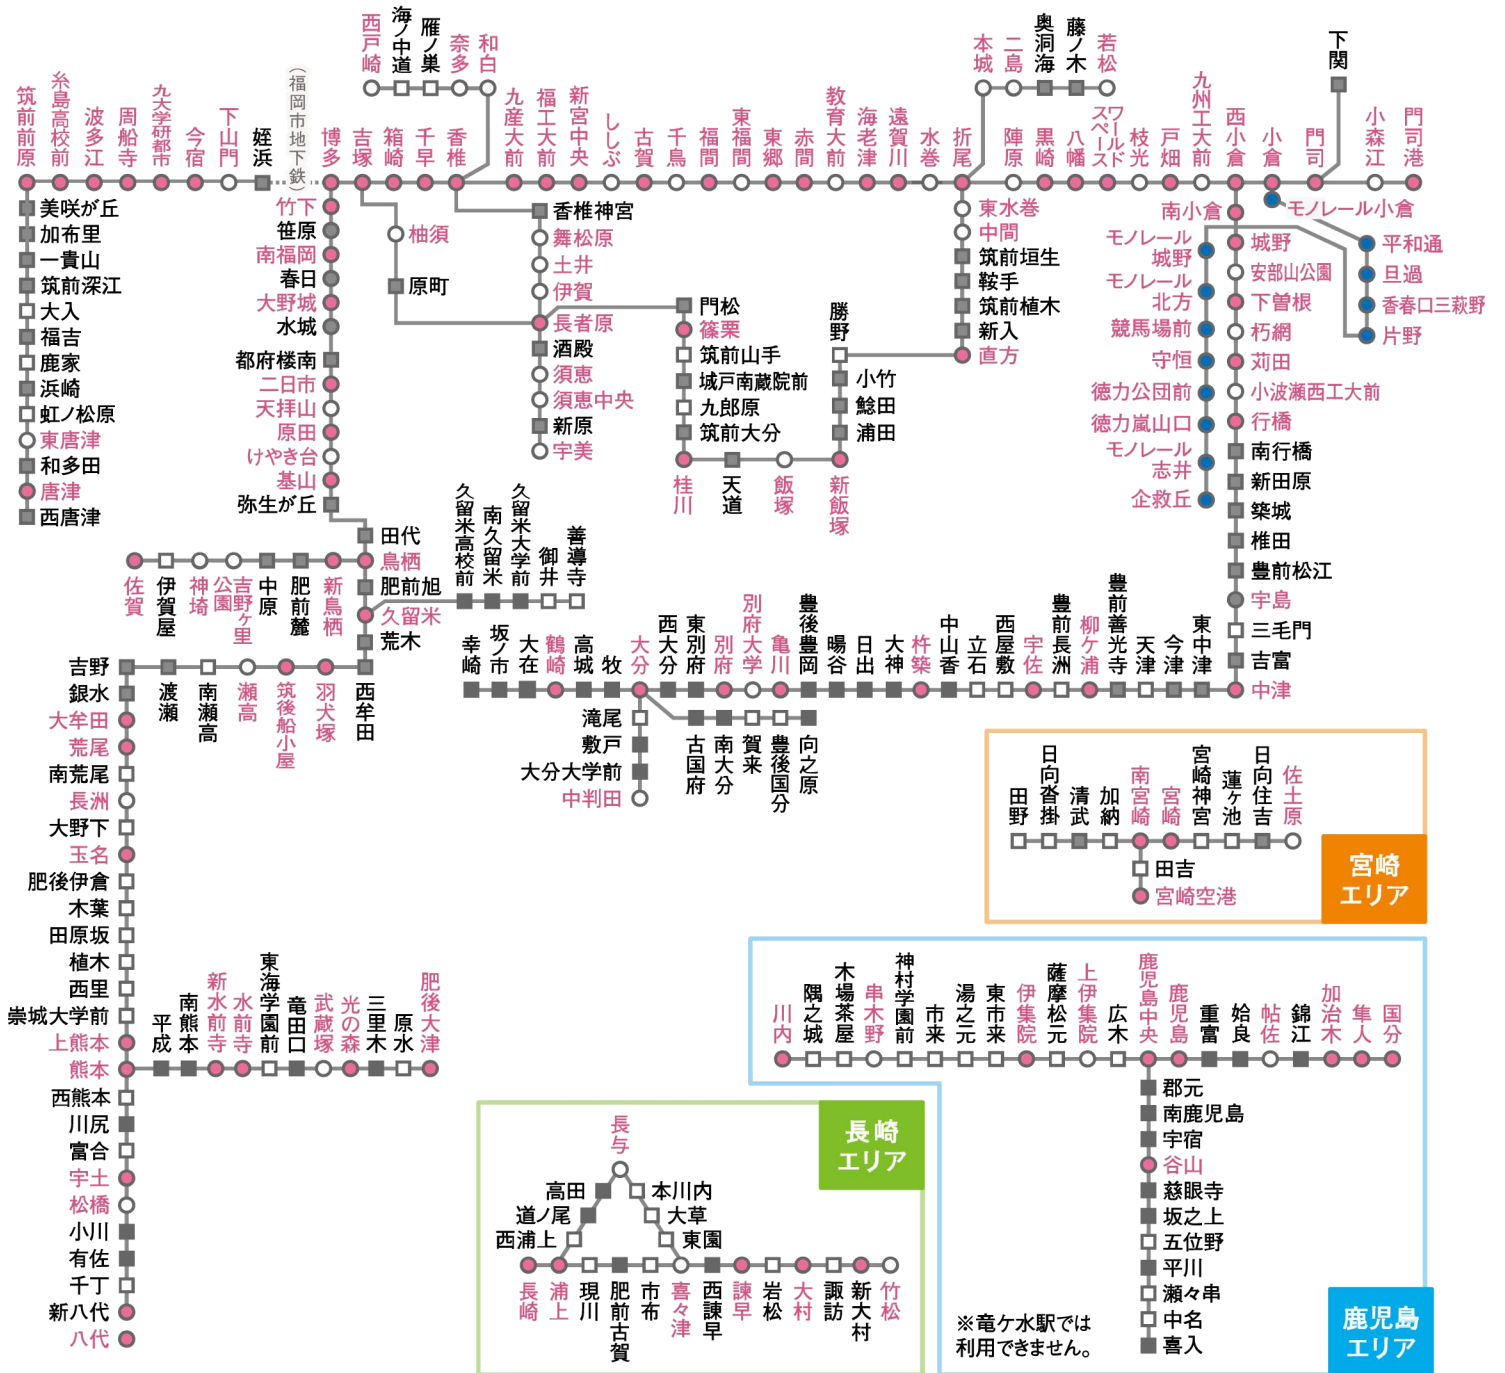 西戸崎
海ノ中道
雁ノ巣
奈多
和白
本城
二島
奥洞海
藤ノ木
若松
下関
筑前前原
糸島高校前
波多江
周船寺
九大学研都市
今宿
下山門
姪浜
(福岡市地下鉄)
博多
吉塚
箱崎
千早
香椎
九産大前
福工大前
新宮中央
ししぶ
古賀
千鳥
福間
東福間
東郷
赤間
教育大前
海老津
遠賀川
水巻
折尾
陣原
黒崎
八幡
スペース
ワールド
枝光
戸畑
九州工大前
西小倉
小倉
門司
小森江
門司港
美咲が丘
加布里
一貴山
筑前深江
大入
福吉
鹿家
浜崎
虹ノ松原
東唐津
和多田
唐津
西唐津
竹下
笹原
南福岡
春日
大野城
水城
都府楼南
二日市
天拝山
原田
けやき台
基山
弥生が丘
田代
鳥栖
肥前旭
久留米
荒木
柚須
原町
香椎神宮
舞松原
土井
伊賀
長者原
酒殿
須恵
須恵中央
新原
宇美
門松
篠栗
筑前山手
城戸南蔵院前
九郎原
筑前大分
桂川
天道
飯塚
新飯塚
勝野
小竹
鯰田
浦田
東水巻
中間
筑前垣生
鞍手
筑前植木
新入
直方
モノレール小倉
平和通
旦過
香春口三萩野
片野
モノレール
城野
モノレール
北方
競馬場前
守恒
徳力公団前
徳力嵐山口
モノレール
志井
企救丘
南小倉
城野
安部山公園
下曽根
朽網
苅田
小波瀬西工大前
行橋
南行橋
新田原
築城
椎田
豊前松江
宇島
三毛門
吉富
中津
佐賀
伊賀屋
神埼
吉野ヶ里
公園
中原
肥前麓
新鳥栖
久留米高校前
南久留米
久留米大学前
御井
善導寺
吉野
渡瀬
南瀬高
瀬高
筑後船小屋
羽犬塚
西牟田
幸崎
坂ノ市
大在
鶴崎
高城
牧
大分
西大分
東別府
別府
別府大学
亀川
豊後豊岡
暘谷
日出
大神
杵築
中山香
立石
西屋敷
宇佐
豊前長洲
柳ケ浦
豊前善光寺
天津
今津
東中津
滝尾
敷戸
大分大学前
中判田
古国府
南大分
賀来
豊後国分
向之原
銀水
大牟田
荒尾
南荒尾
長洲
大野下
玉名
肥後伊倉
木葉
田原坂
植木
西里
崇城大学前
上熊本
熊本
西熊本
川尻
富合
宇土
松橋
小川
有佐
千丁
新八代
八代
平成
南熊本
新水前寺
水前寺
東海学園前
竜田口
武蔵塚
光の森
三里木
原水
肥後大津
田野
日向沓掛
清武
加納
南宮崎
宮崎
宮崎神宮
蓮ヶ池
日向住吉
佐土原
田吉
宮崎空港
宮崎
エリア
川内
隅之城
木場茶屋
串木野
神村学園前
市来
湯之元
東市来
伊集院
薩摩松元
上伊集院
広木
鹿児島中央
鹿児島
重富
姶良
帖佐
錦江
加治木
隼人
国分
郡元
南鹿児島
宇宿
谷山
慈眼寺
坂之上
五位野
平川
瀬々串
中名
喜入
※竜ケ水駅では
利用できません。
鹿児島
エリア
長崎
エリア
長与
高田
道ノ尾
西浦上
本川内
大草
東園
長崎
浦上
現川
肥前古賀
市布
喜々津
西諫早
諫早
岩松
大村
諏訪
新大村
竹松